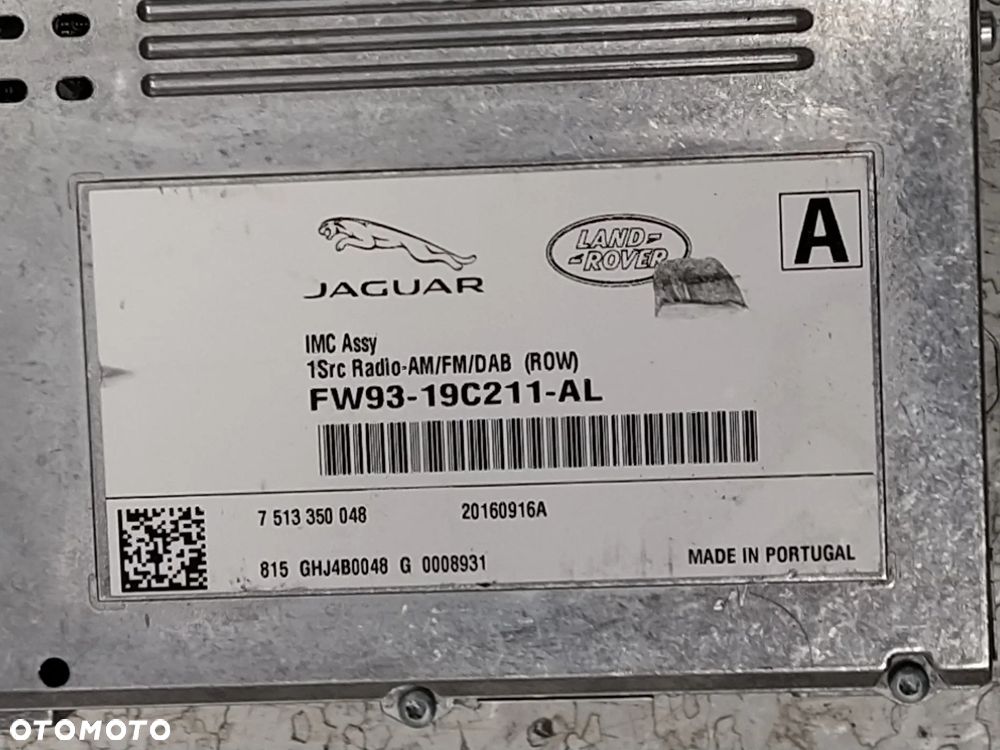 JAGUAR
LAND-
-ROVER
A
IMC Assy
1Src Radio-AM/FM/DAB (ROW)
FW93-19C211-AL
7 513 350 048
20160916A
815 GHJ4B0048 G 0008931
MADE IN PORTUGAL
OTOMOTO